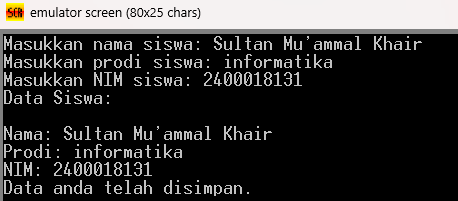 SCR emulator screen (80x25 chars)
Masukkan nama siswa: Sultan Mu'ammal Khair
Masukkan prodi siswa: informatika
Masukkan NIM siswa: 2400018131
Data Siswa:
Nama: Sultan Mu'ammal Khair
Prodi: informatika
NIM: 2400018131
Data anda telah disimpan.